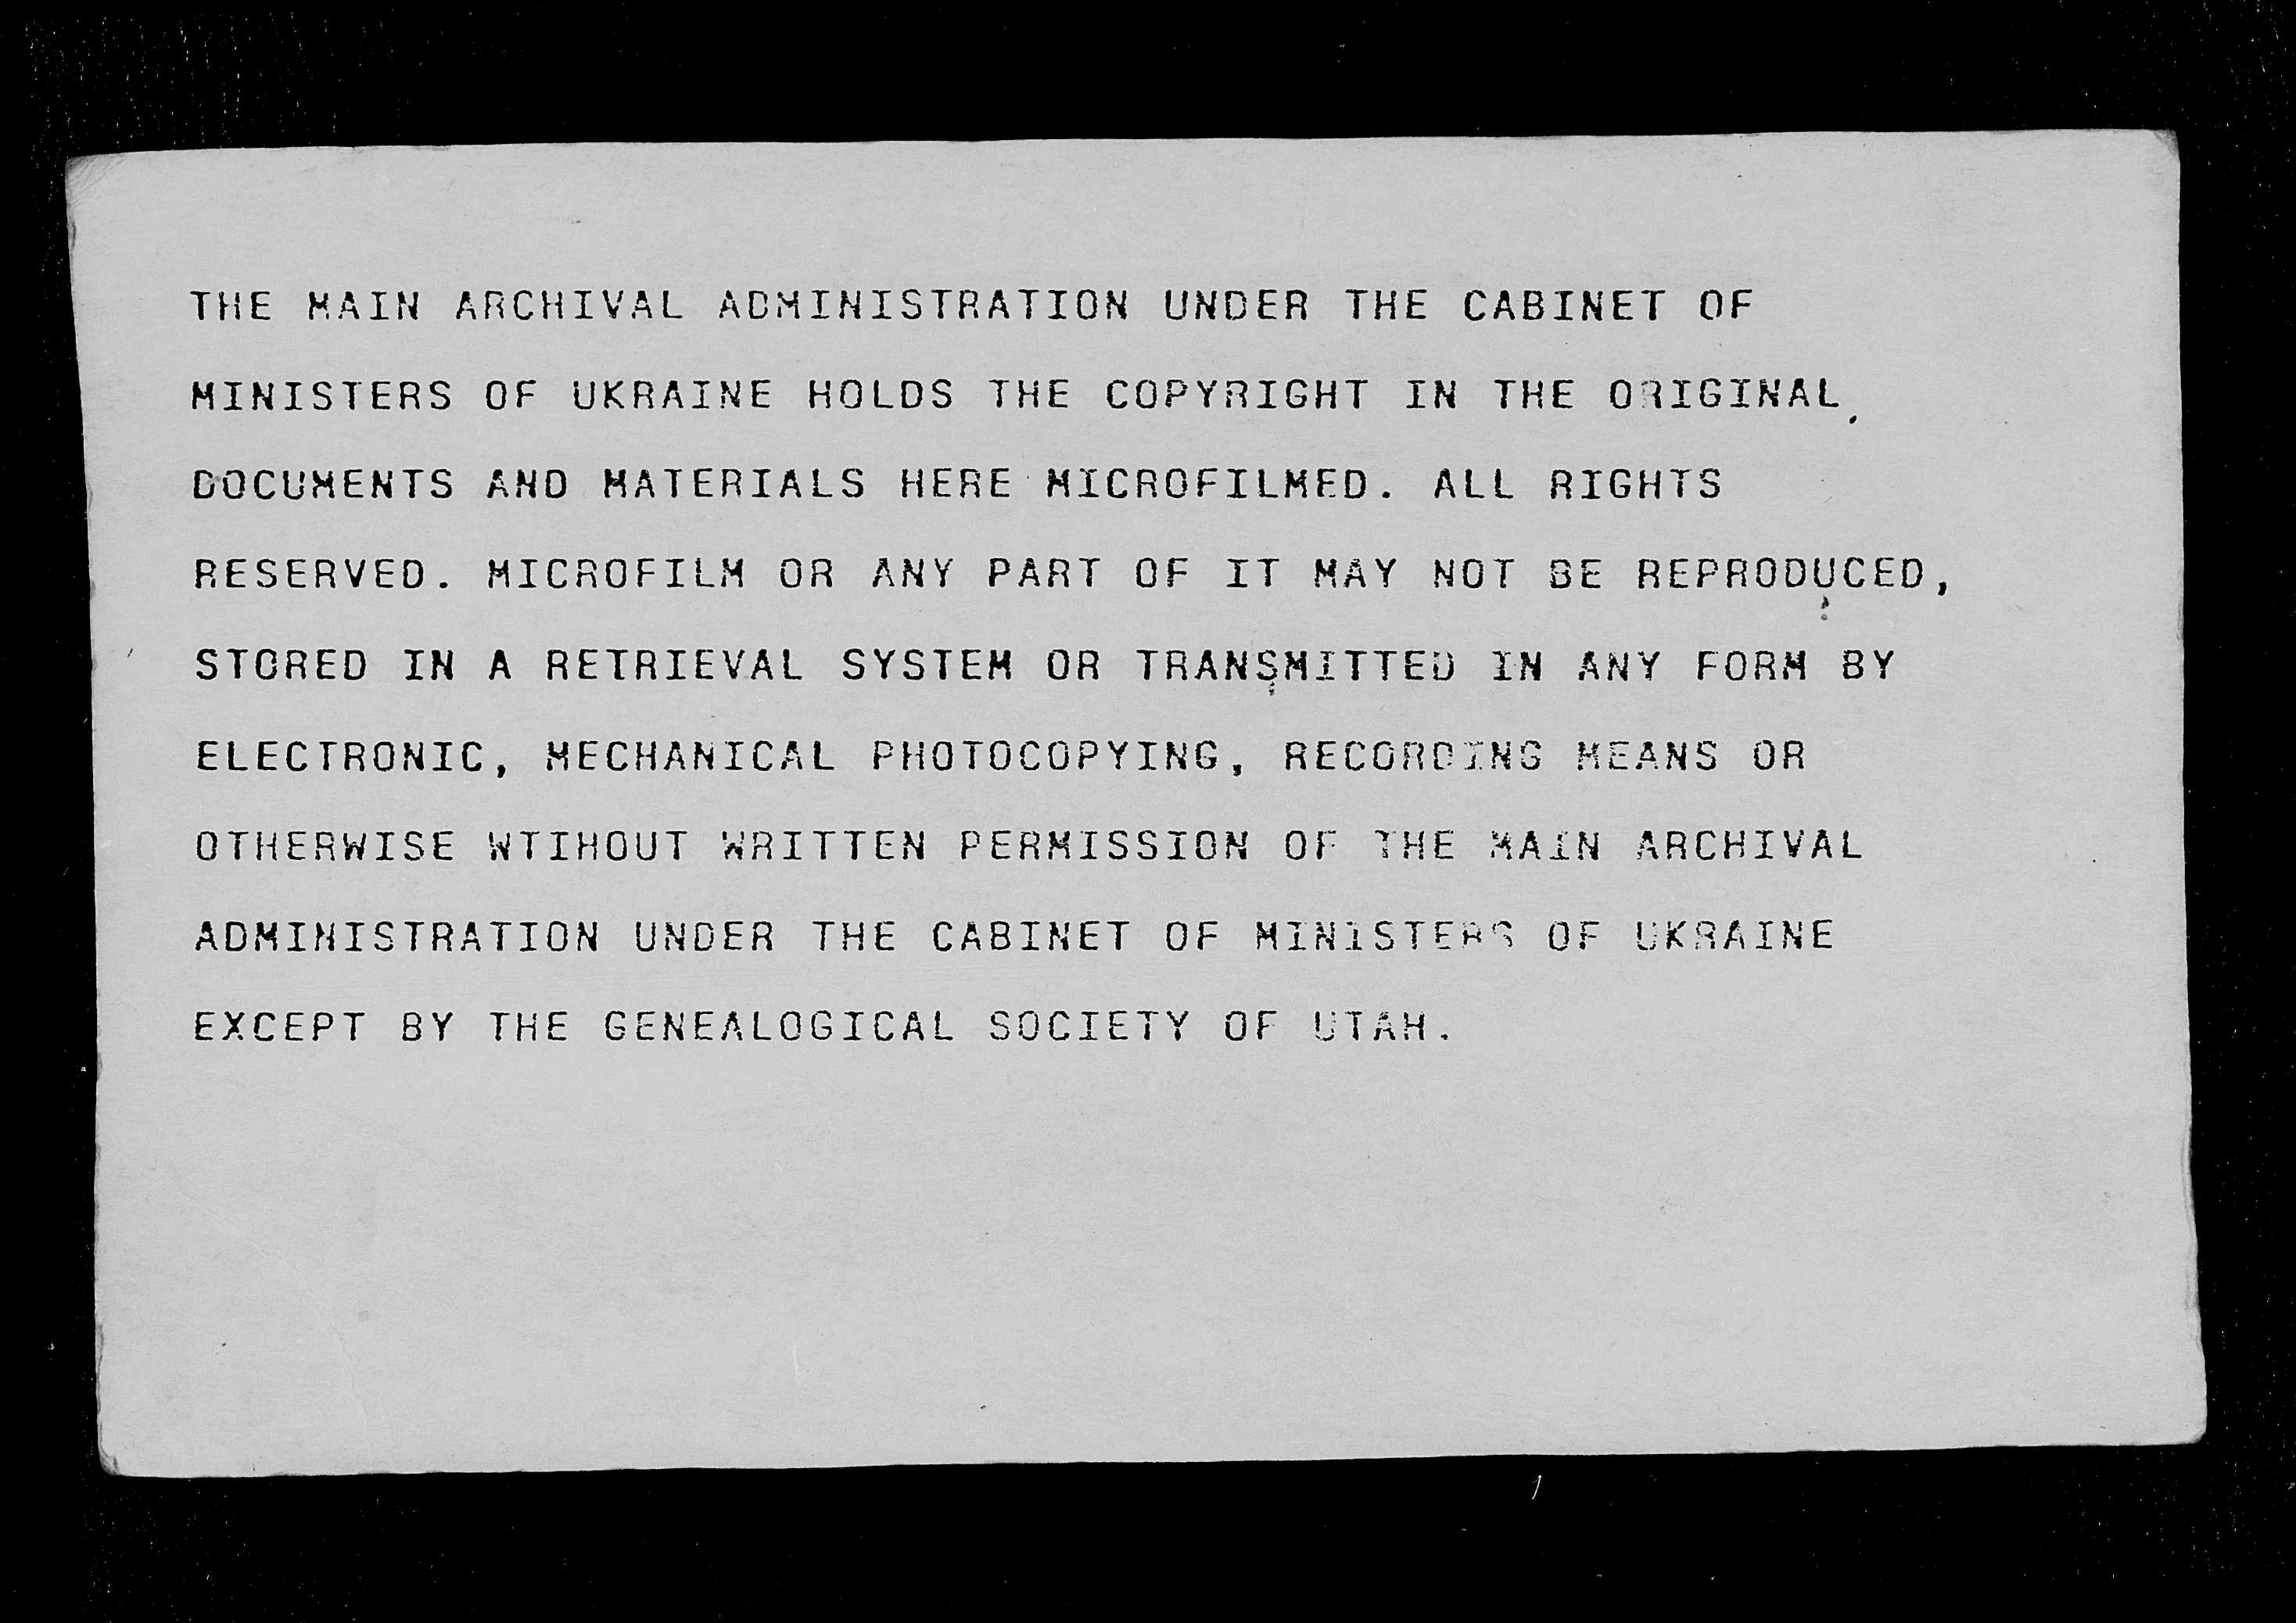 THE MAIN ARCHIVAL ADMINISTRATION UNDER THE CABINET OF
MINISTERS OF UKRAINE HOLDS THE COPYRIGHT IN THE ORIGINAL
DOCUMENTS AND MATERIALS HERE MICROFILMED. ALL RIGHTS
RESERVED. MICROFILM OR ANY PART OF IT MAY NOT BE REPRODUCED,
STORED IN A RETRIEVAL SYSTEM OR TRANSMITTED IN ANY FORM BY
ELECTRONIC, MECHANICAL PHOTOCOPYING, RECORDING MEANS OR
OTHERWISE WTIHOUT WRITTEN PERMISSION OF THE MAIN ARCHIVAL
ADMINISTRATION UNDER THE CABINET OF MINISTERS OF UKRAINE
EXCEPT BY THE GENEALOGICAL SOCIETY OF UTAH.